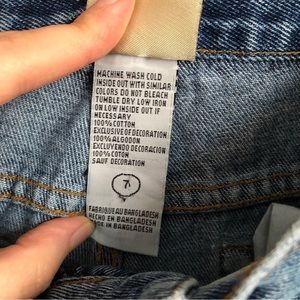 MACHINE WASH COLD
INSIDE OUT WITH SIMILAR
COLORS DO NOT BLEACH
TUMBLE DRY LOW IRON
ON LOW INSIDE OUT IF
NECESSARY
100% COTTON
EXCLUSIVE OF DECORATION
100% ALGODON
EXCLUYENDO DECORACION
100% COTON
SAUF DECORATION
7
FABRIQUE AU BANGLADESH
HECHO EN BANGLADESH
IN BANGLADESH